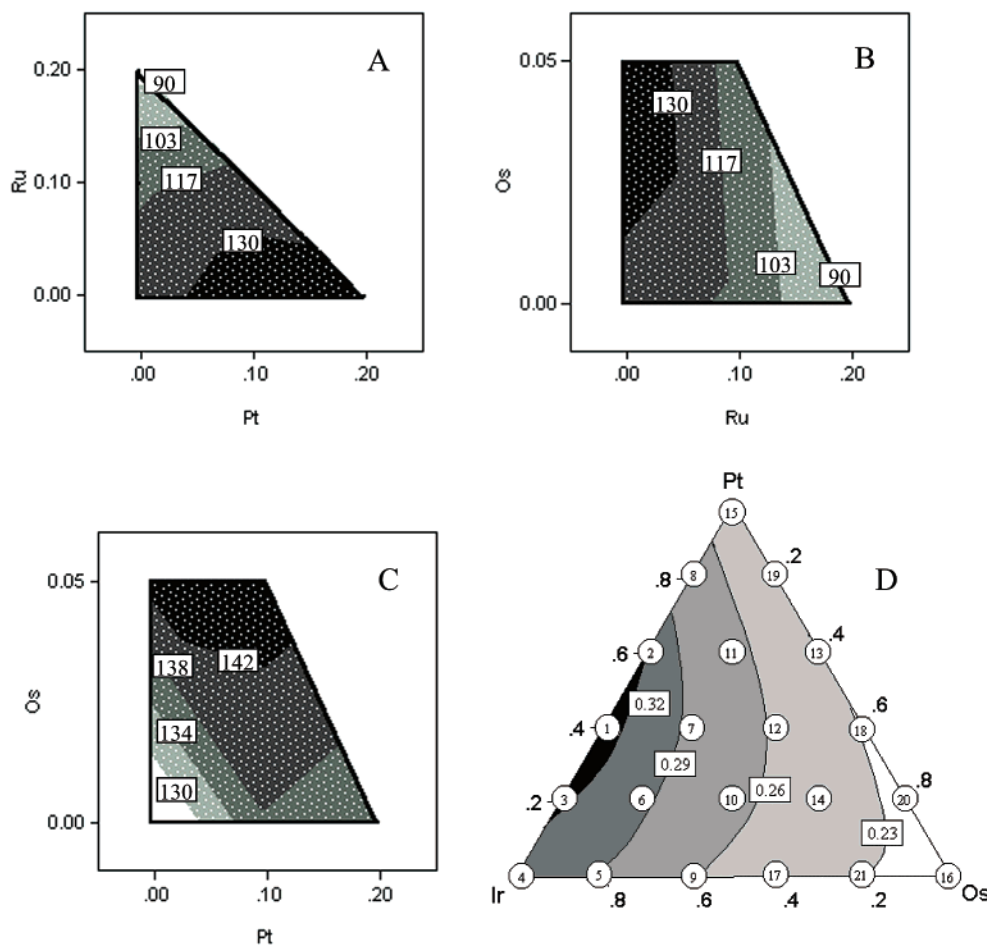 A
0.20
90
103
Ru
0.10
117
130
0.00
.00 .10 .20
Pt
B
0.05
130
117
Os
103
90
0.00
.00 .10 .20
Ru
C
0.05
138
142
Os
134
130
0.00
.00 .10 .20
Pt
Pt
15
D
.8 8 19 .2
.6 2 11 13 .4
0.32
.4 1 7 12 18 .6
0.29
0.26
.2 3 6 10 14 20 .8
0.23
Ir 4 5 9 17 21 16 Os
.8 .6 .4 .2